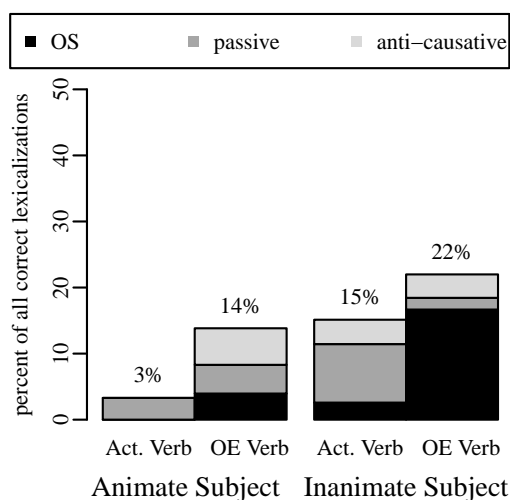 OS passive anti−causative
percent of all correct lexicalizations
50
40
30
20
10
0
3%
14%
15%
22%
Act. Verb OE Verb Act. Verb OE Verb
Animate Subject Inanimate Subject